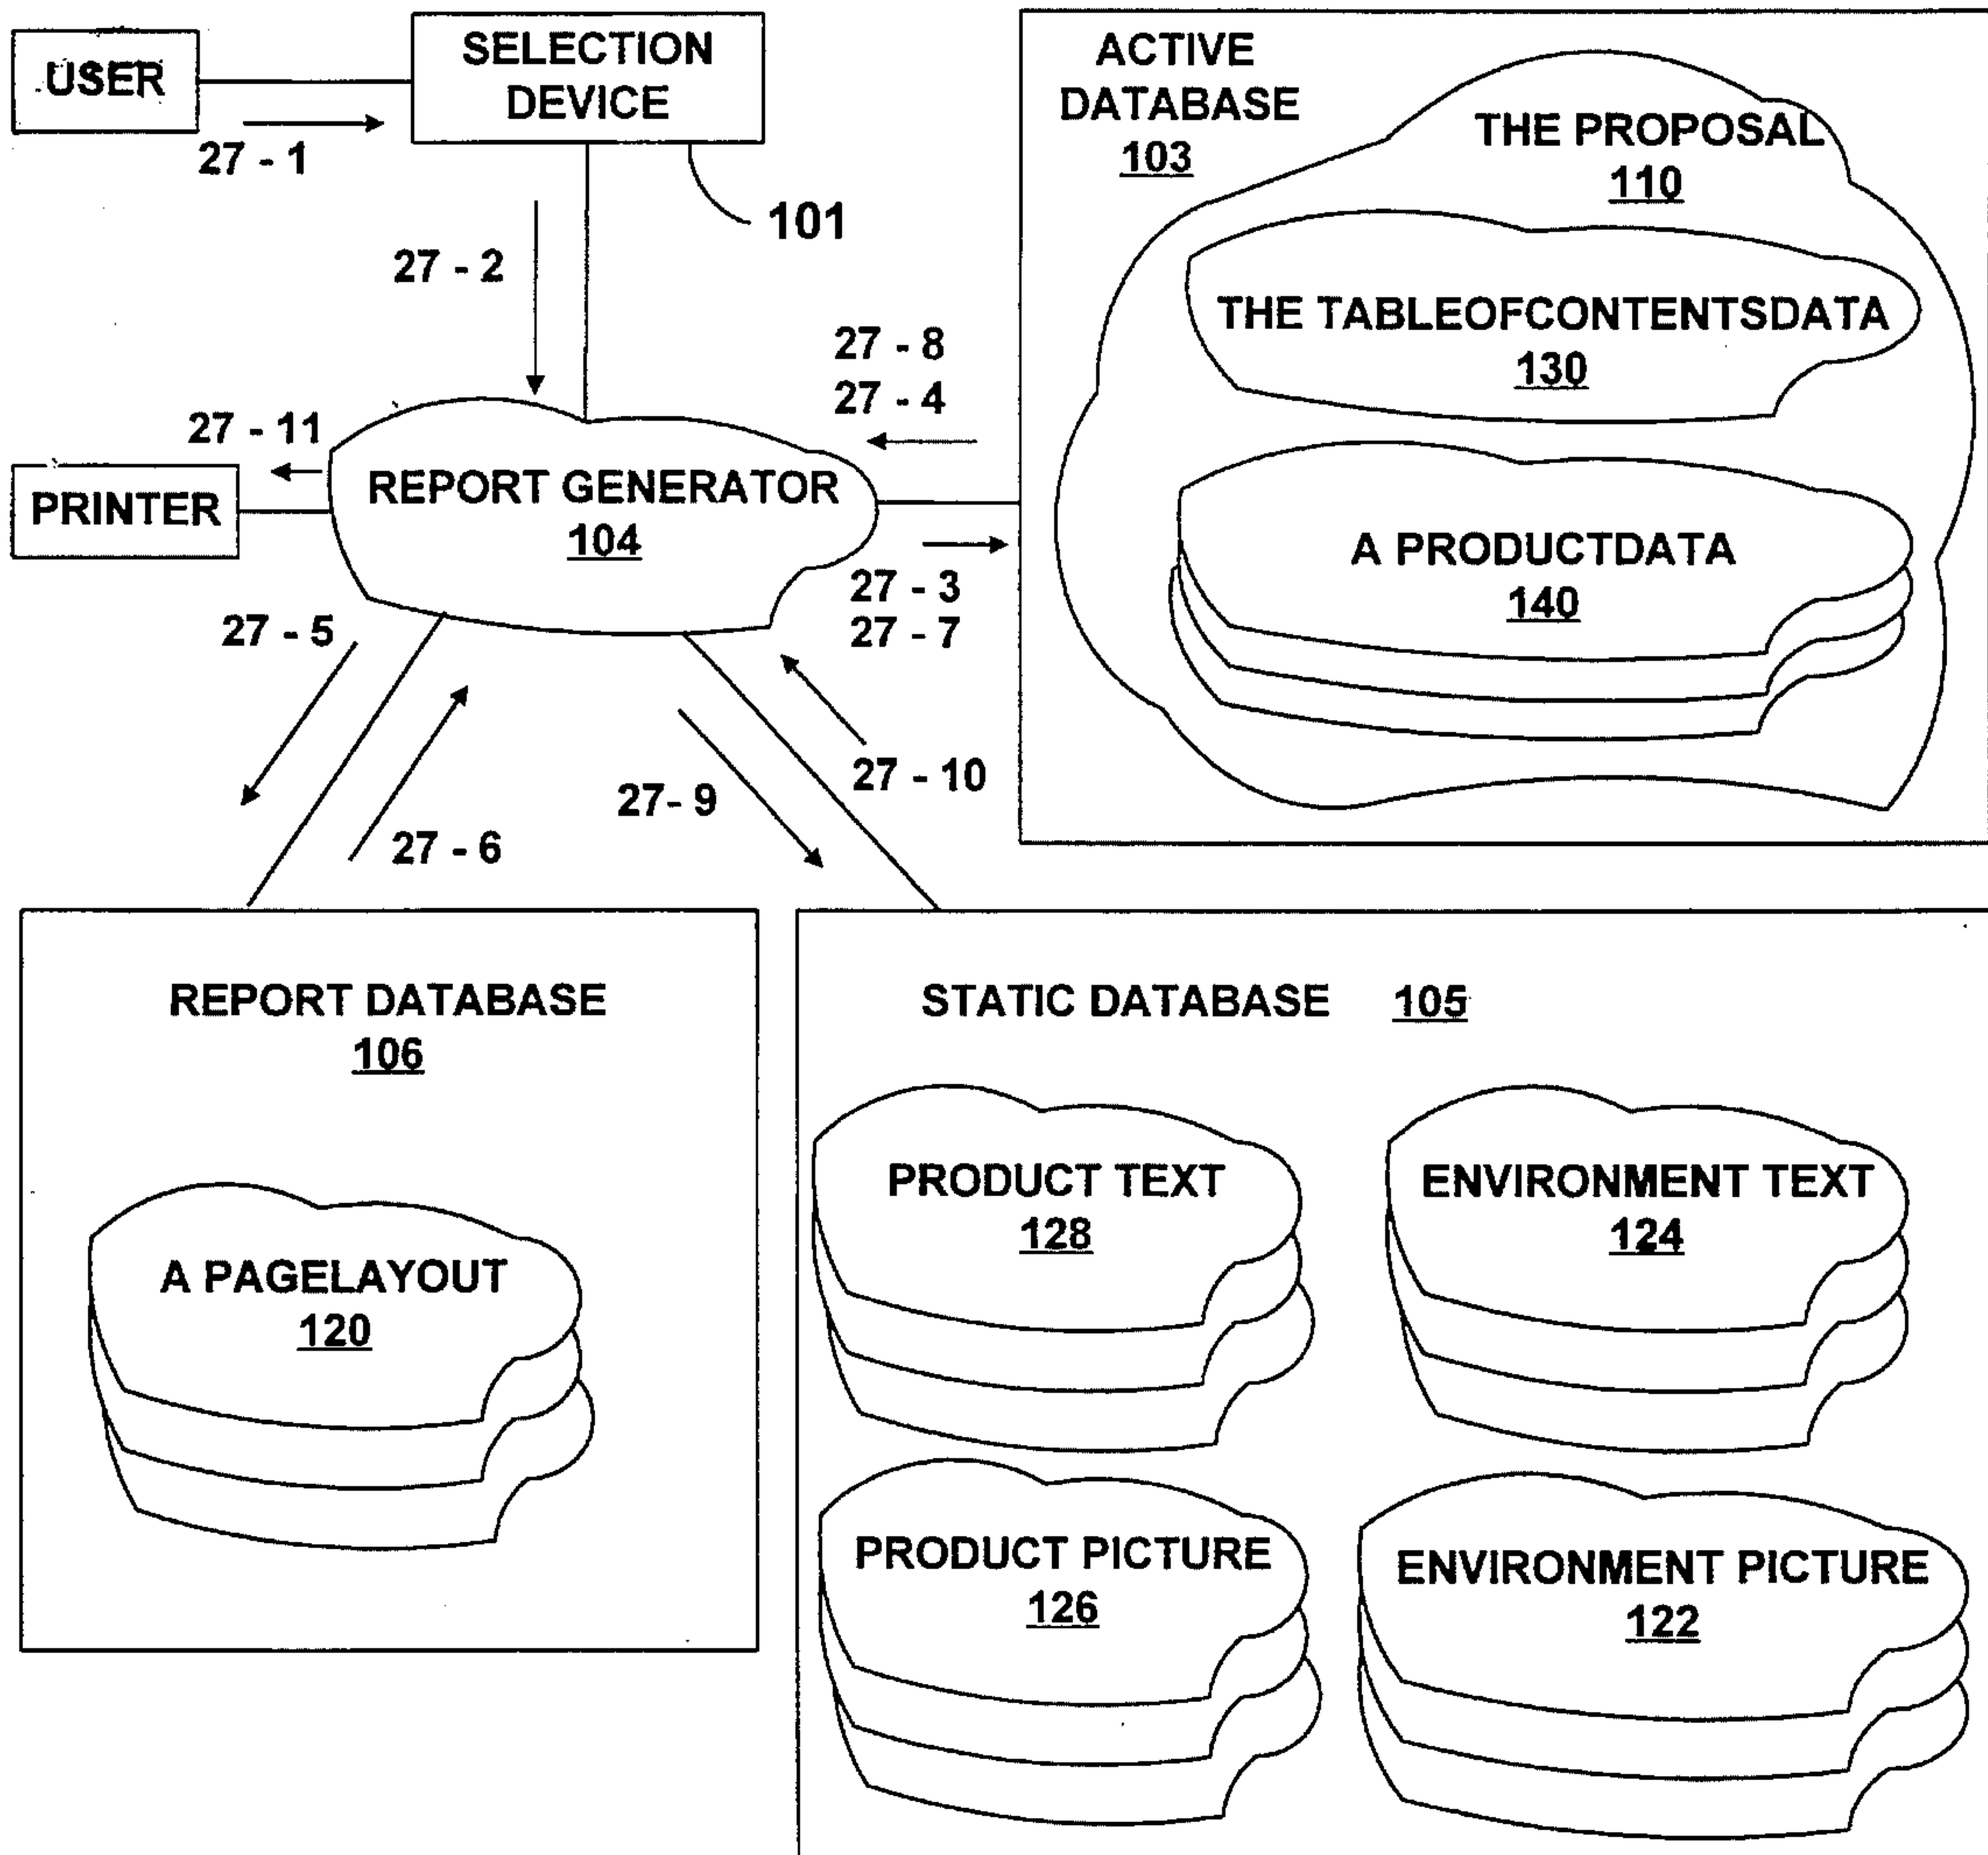 USER
SELECTION
DEVICE
27 - 1
101
27 - 2
ACTIVE
DATABASE
103
THE PROPOSAL
110
THE TABLEOFCONTENTSDATA
130
A PRODUCTDATA
140
27 - 8
27 - 4
27 - 11
PRINTER
REPORT GENERATOR
104
27 - 3
27 - 7
27 - 5
27 - 6
27- 9
27 - 10
REPORT DATABASE
106
A PAGELAYOUT
120
STATIC DATABASE 105
PRODUCT TEXT
128
ENVIRONMENT TEXT
124
PRODUCT PICTURE
126
ENVIRONMENT PICTURE
122